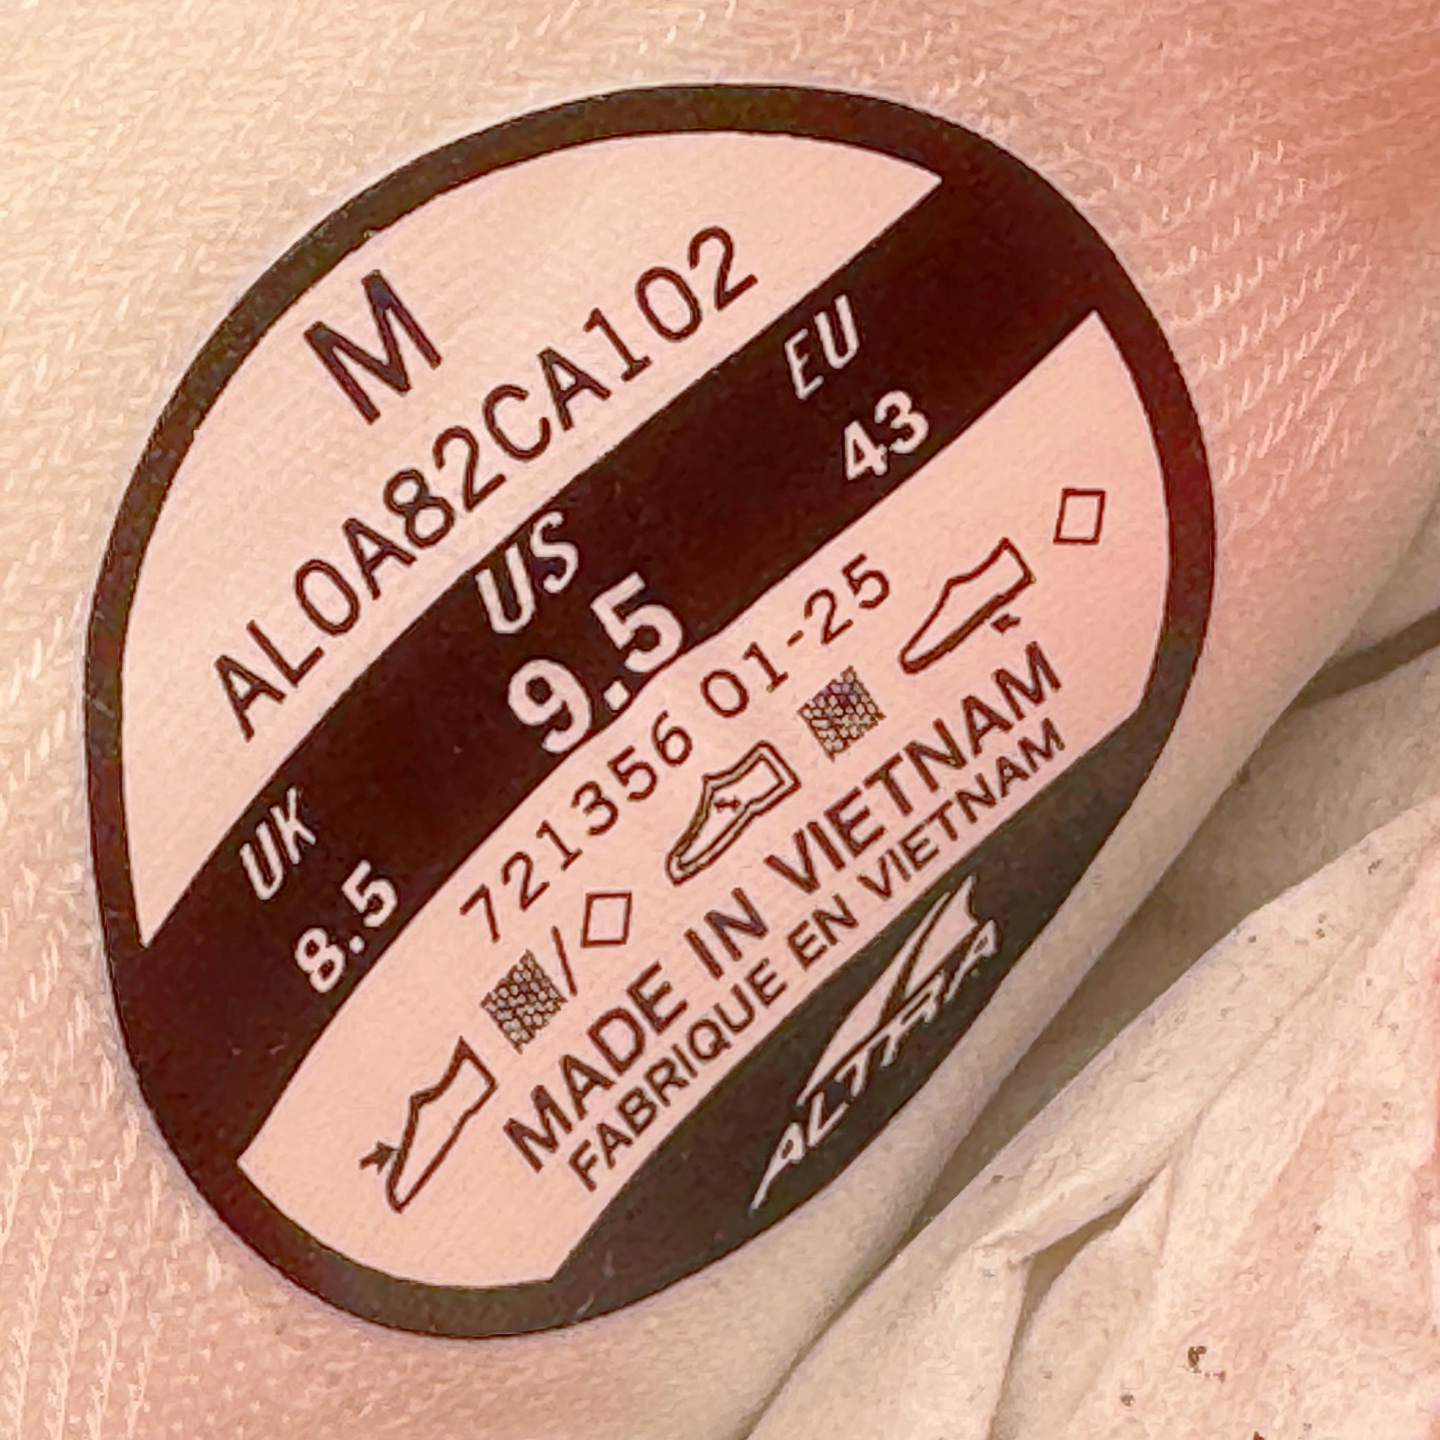 M
AL0A82CA102
UK US EU
8.5 9.5 43
721356 01-25
MADE IN VIETNAM
FABRIQUE EN VIETNAM
ALTRA